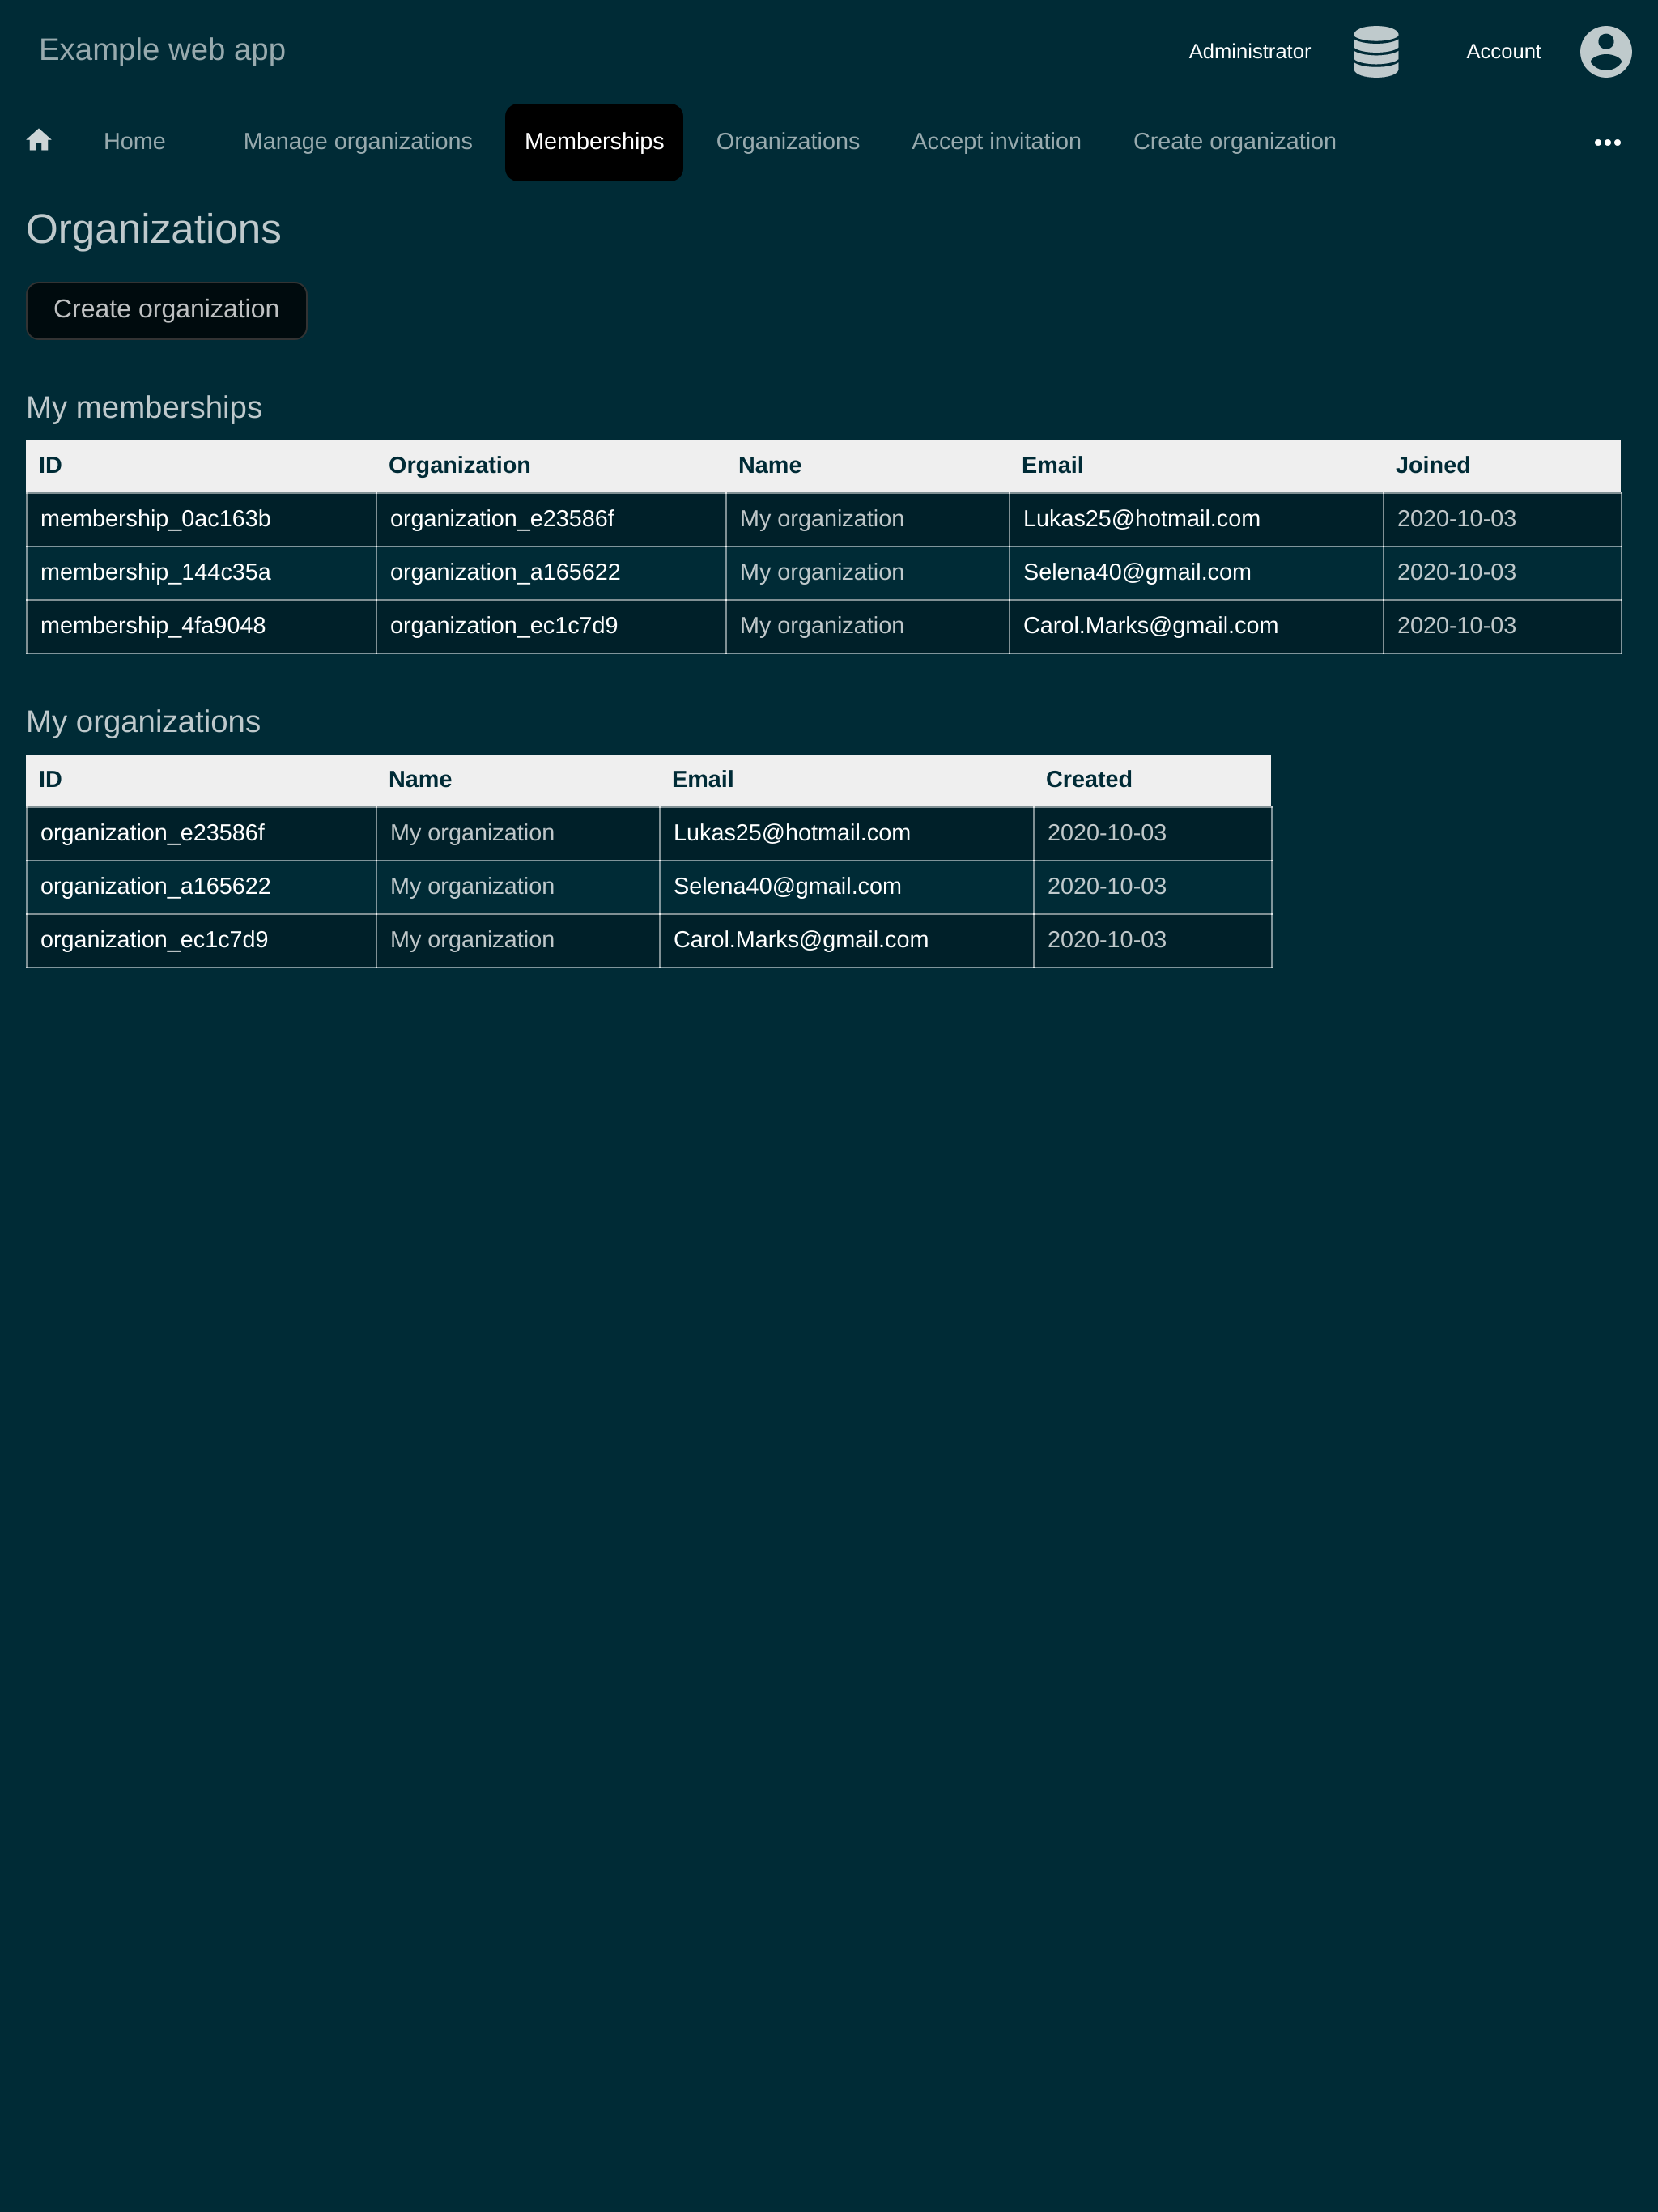 Example web app Administrator Account
Home Manage organizations Memberships Organizations Accept invitation Create organization
Organizations
Create organization
My memberships
ID Organization Name Email Joined
membership_0ac163b organization_e23586f My organization Lukas25@hotmail.com 2020-10-03
membership_144c35a organization_a165622 My organization Selena40@gmail.com 2020-10-03
membership_4fa9048 organization_ec1c7d9 My organization Carol.Marks@gmail.com 2020-10-03
My organizations
ID Name Email Created
organization_e23586f My organization Lukas25@hotmail.com 2020-10-03
organization_a165622 My organization Selena40@gmail.com 2020-10-03
organization_ec1c7d9 My organization Carol.Marks@gmail.com 2020-10-03